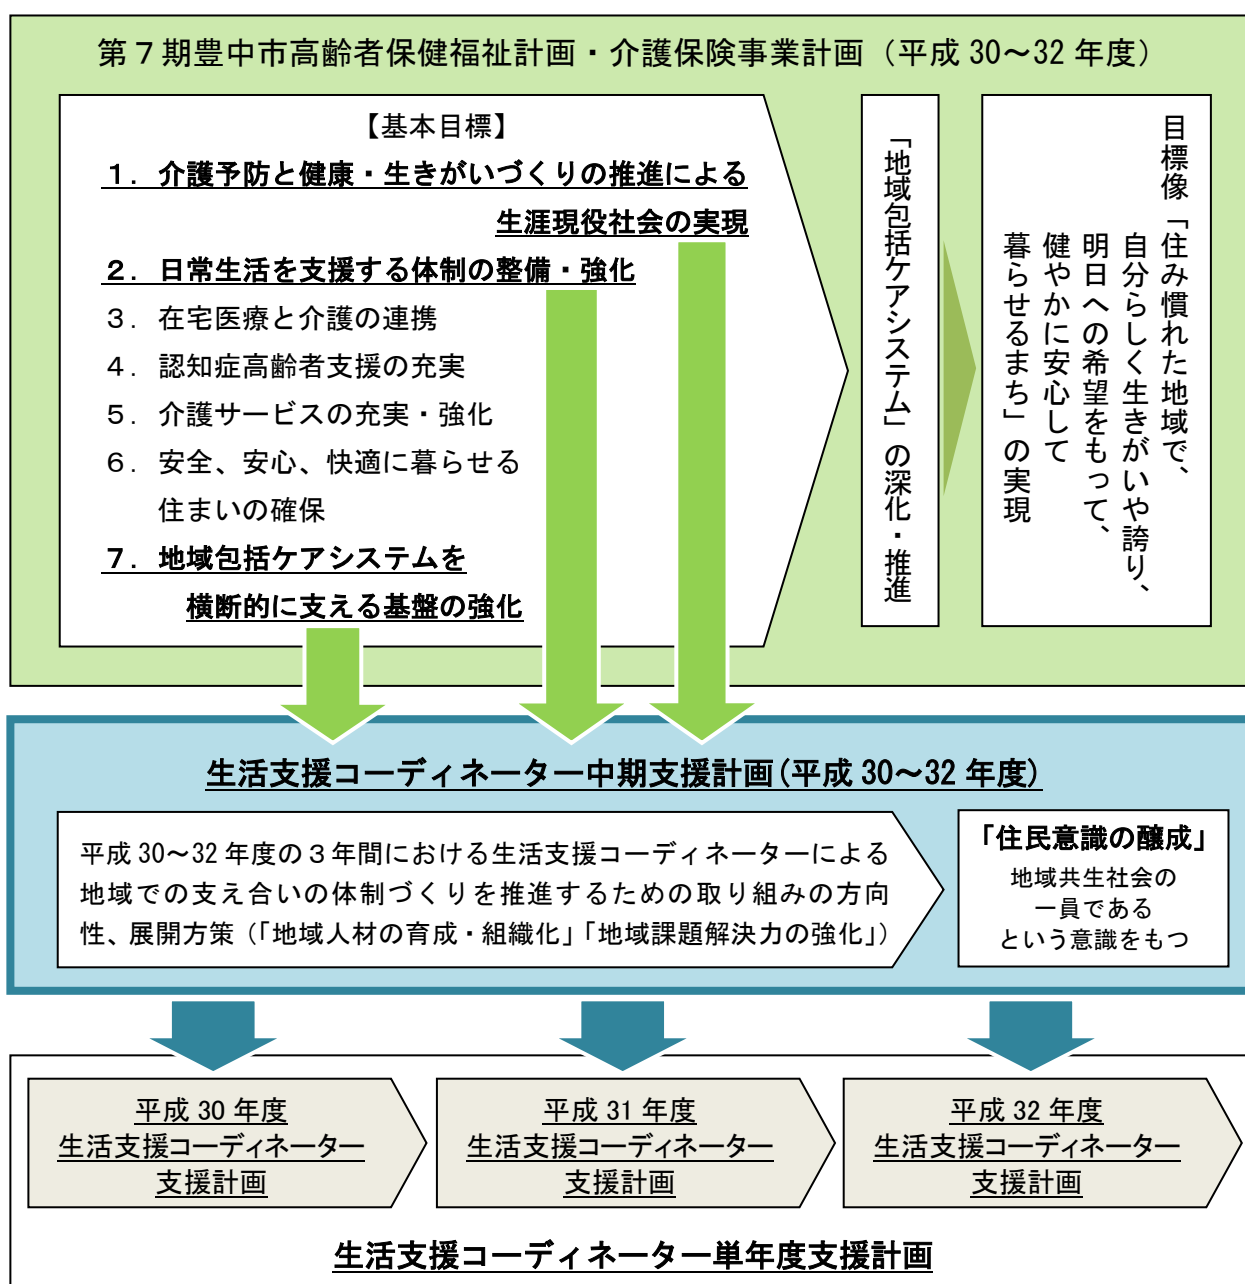 第７期豊中市高齢者保健福祉計画・介護保険事業計画（平成 30～32 年度）
【基本目標】
１．介護予防と健康・生きがいづくりの推進による
生涯現役社会の実現
２．日常生活を支援する体制の整備・強化
３．在宅医療と介護の連携
４．認知症高齢者支援の充実
５．介護サービスの充実・強化
６．安全、安心、快適に暮らせる
住まいの確保
７．地域包括ケアシステムを
横断的に支える基盤の強化
「地域包括ケアシステム」の深化・推進
目標像「住み慣れた地域で、
自分らしく生きがいや誇り、
明日への希望をもって、
健やかに安心して
暮らせるまち」の実現
生活支援コーディネーター中期支援計画（平成 30～32 年度）
平成 30～32 年度の３年間における生活支援コーディネーターによる
地域での支え合いの体制づくりを推進するための取り組みの方向
性、展開方策（「地域人材の育成・組織化」「地域課題解決力の強化」）
「住民意識の醸成」
地域共生社会の
一員である
という意識をもつ
平成 30 年度
生活支援コーディネーター
支援計画
平成 31 年度
生活支援コーディネーター
支援計画
平成 32 年度
生活支援コーディネーター
支援計画
生活支援コーディネーター単年度支援計画